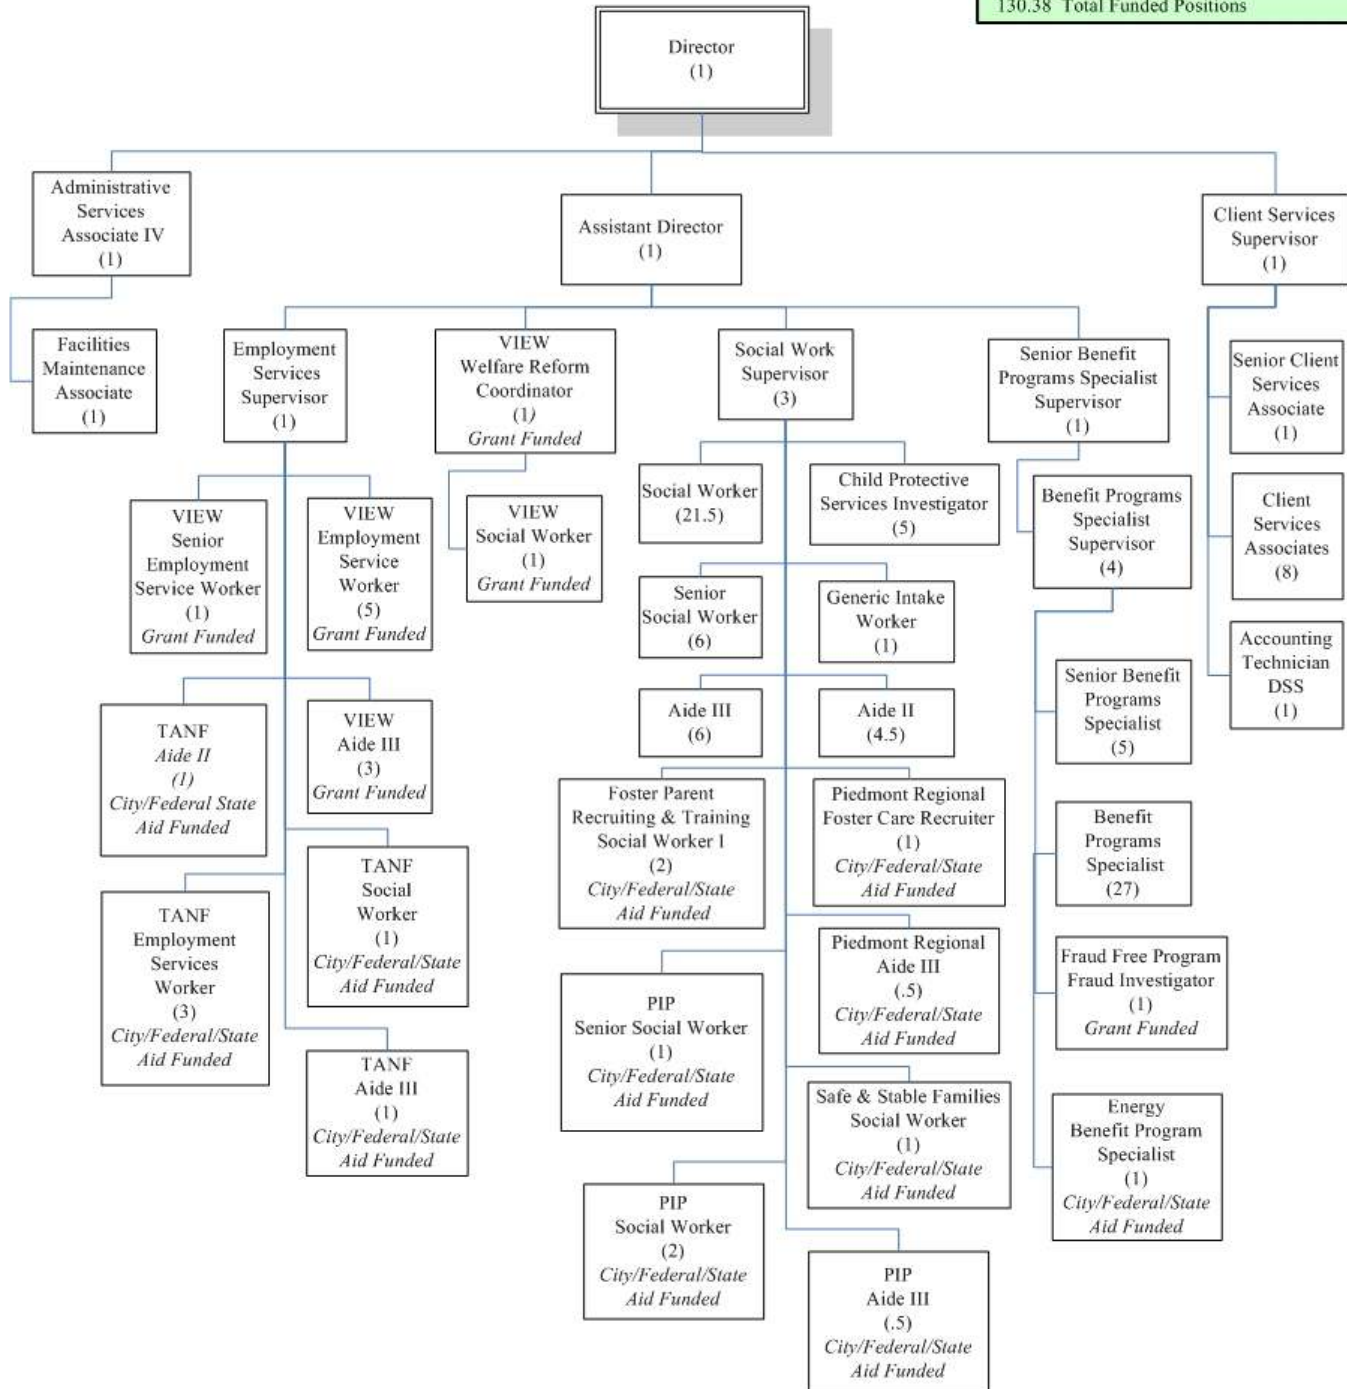 130.38 Total Funded Positions
Director
(1)
Administrative
Services
Associate IV
(1)
Assistant Director
(1)
Client Services
Supervisor
(1)
Facilities
Maintenance
Associate
(1)
Employment
Services
Supervisor
(1)
VIEW
Welfare Reform
Coordinator
(1)
Grant Funded
Social Work
Supervisor
(3)
Senior Benefit
Programs Specialist
Supervisor
(1)
Senior Client
Services
Associate
(1)
VIEW
Senior
Employment
Service Worker
(1)
Grant Funded
VIEW
Employment
Service
Worker
(5)
Grant Funded
VIEW
Social Worker
(1)
Grant Funded
Social Worker
(21.5)
Child Protective
Services Investigator
(5)
Benefit Programs
Specialist
Supervisor
(4)
Client
Services
Associates
(8)
Senior
Social Worker
(6)
Generic Intake
Worker
(1)
Accounting
Technician
DSS
(1)
TANF
Aide II
(1)
City/Federal State
Aid Funded
VIEW
Aide III
(3)
Grant Funded
Aide III
(6)
Aide II
(4.5)
Senior Benefit
Programs
Specialist
(5)
Foster Parent
Recruiting & Training
Social Worker I
(2)
City/Federal/State
Aid Funded
Piedmont Regional
Foster Care Recruiter
(1)
City/Federal/State
Aid Funded
Benefit
Programs
Specialist
(27)
TANF
Employment
Services
Worker
(3)
City/Federal/State
Aid Funded
TANF
Social
Worker
(1)
City/Federal/State
Aid Funded
Piedmont Regional
Aide III
(.5)
City/Federal/State
Aid Funded
Fraud Free Program
Fraud Investigator
(1)
Grant Funded
PIP
Senior Social Worker
(1)
City/Federal/State
Aid Funded
TANF
Aide III
(1)
City/Federal/State
Aid Funded
Safe & Stable Families
Social Worker
(1)
City/Federal/State
Aid Funded
Energy
Benefit Program
Specialist
(1)
City/Federal/State
Aid Funded
PIP
Social Worker
(2)
City/Federal/State
Aid Funded
PIP
Aide III
(.5)
City/Federal/State
Aid Funded